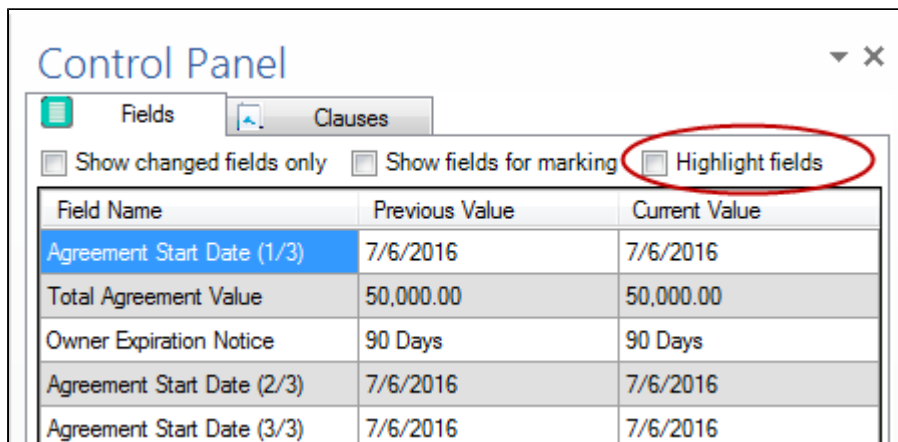 Control Panel
Fields Clauses
Show changed fields only Show fields for marking Highlight fields
Field Name Previous Value Current Value
Agreement Start Date (1/3) 7/6/2016 7/6/2016
Total Agreement Value 50,000.00 50,000.00
Owner Expiration Notice 90 Days 90 Days
Agreement Start Date (2/3) 7/6/2016 7/6/2016
Agreement Start Date (3/3) 7/6/2016 7/6/2016